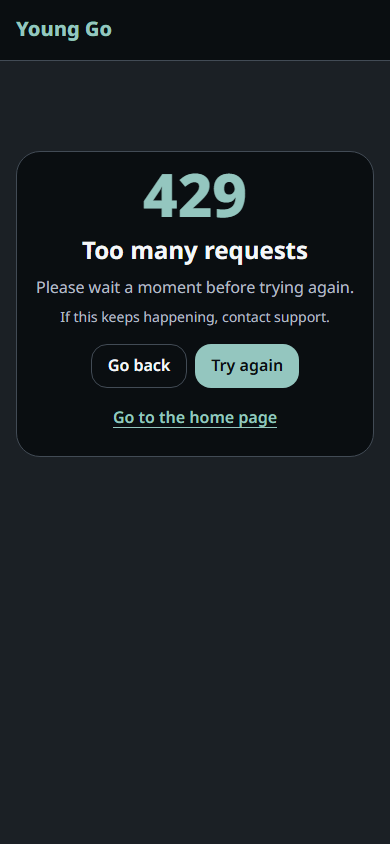 Young Go
429
Too many requests
Please wait a moment before trying again.
If this keeps happening, contact support.
Go back
Try again
Go to the home page